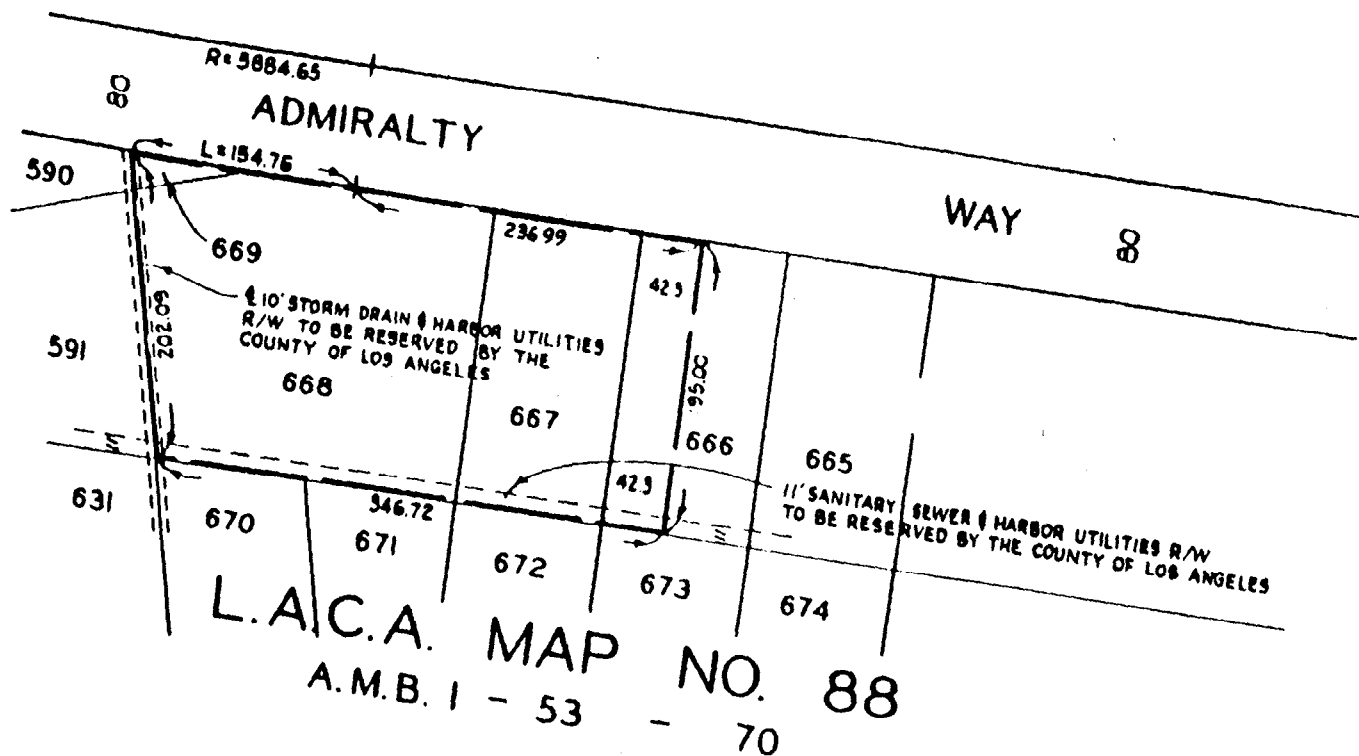 R=5884.65
80
ADMIRALTY
L=154.76
590
WAY
80
236.99
669
42.5
₵ 10' STORM DRAIN & HARBOR UTILITIES
R/W TO BE RESERVED BY THE
COUNTY OF LOS ANGELES
202.09
591
668
195.00
667
666
665
42.5
11' SANITARY SEWER & HARBOR UTILITIES R/W
TO BE RESERVED BY THE COUNTY OF LOS ANGELES
11'
631
670
346.72
671
672
11'
673
674
L.A.C.A. MAP NO. 88
A.M.B. 1 - 53 - 70